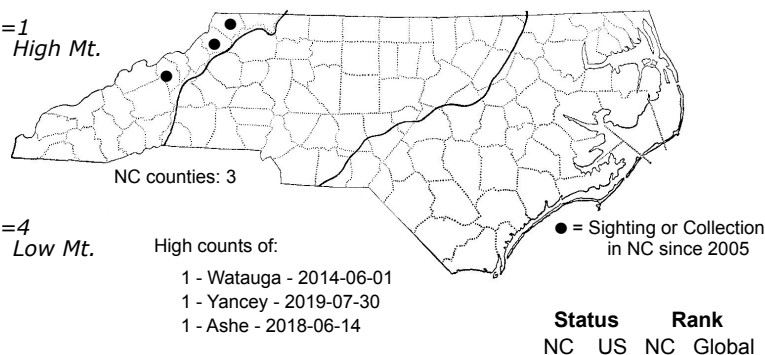 =1
High Mt.
NC counties: 3
=4
Low Mt.
High counts of:
1 - Watauga - 2014-06-01
1 - Yancey - 2019-07-30
1 - Ashe - 2018-06-14
● = Sighting or Collection
in NC since 2005
Status Rank
NC US NC Global